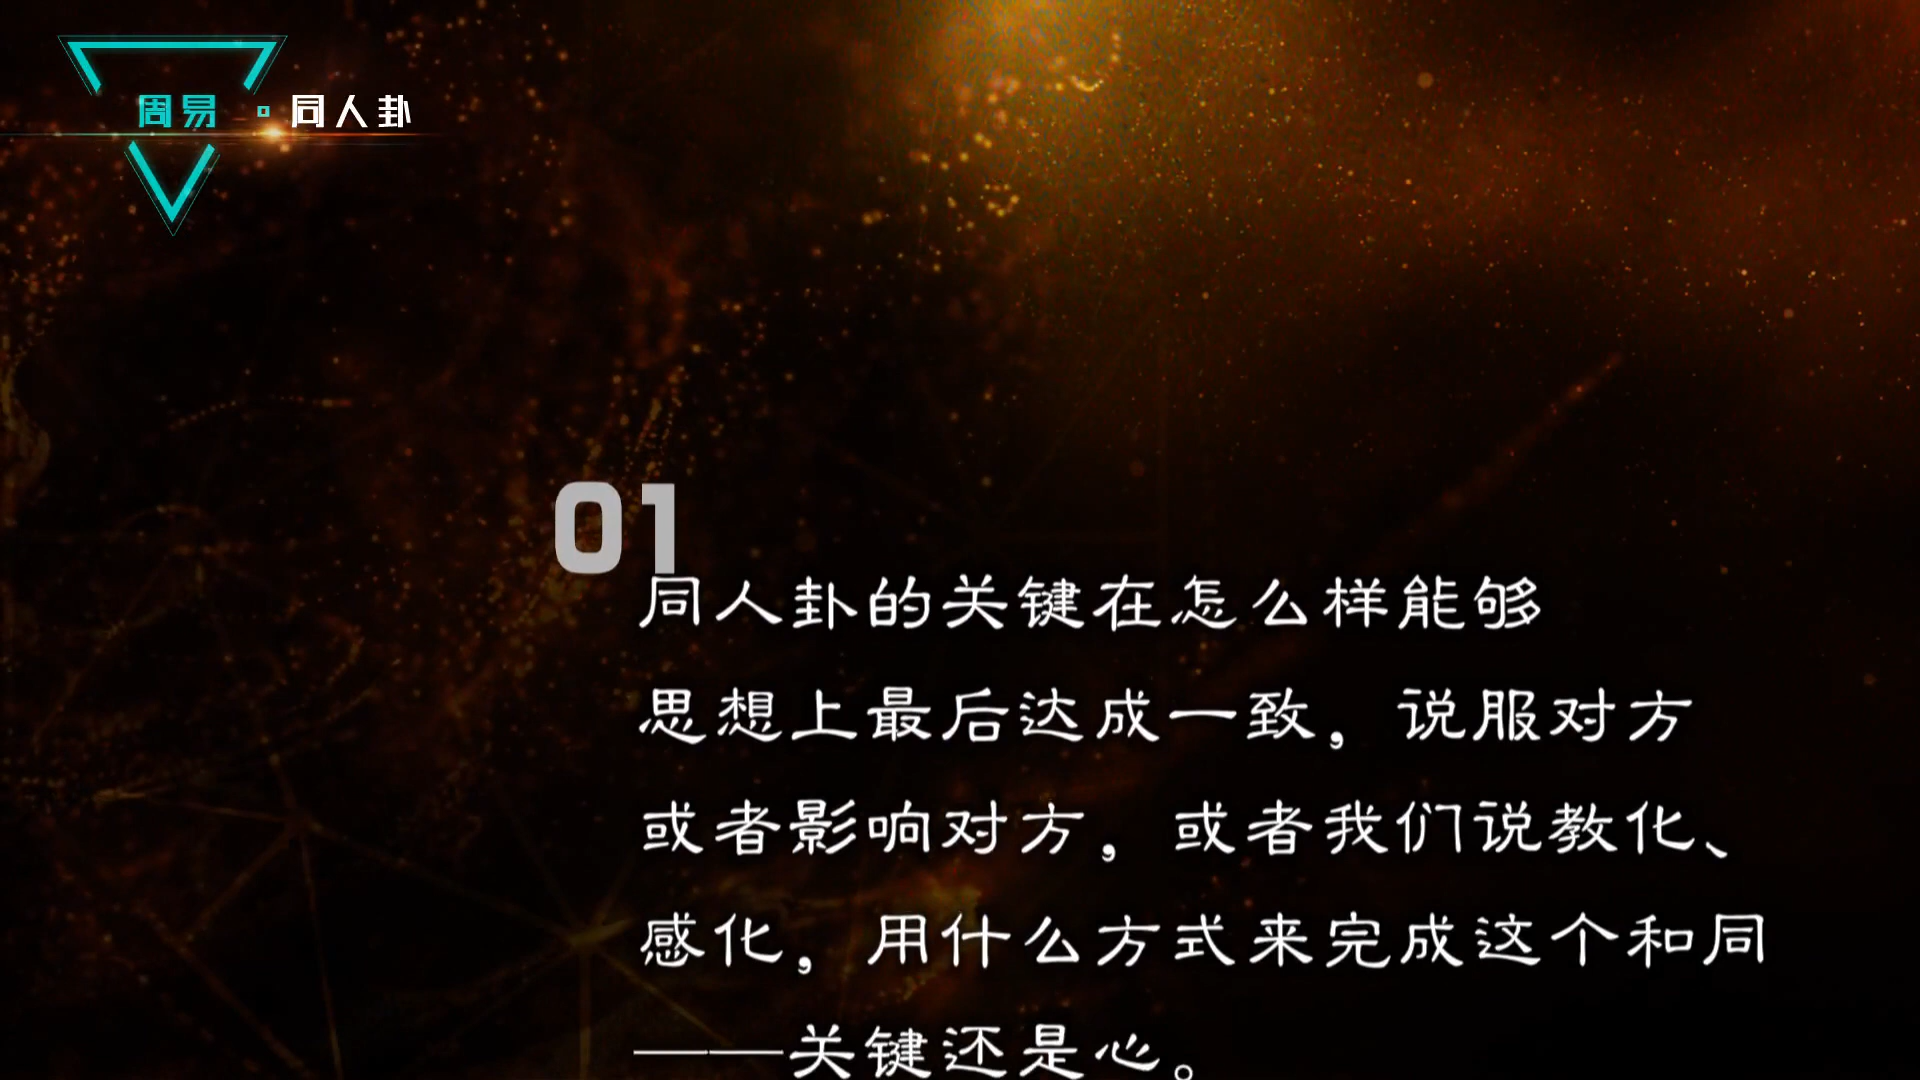 周易·同人卦
01
同人卦的关键在怎么样能够
思想上最后达成一致，说服对方
或者影响对方，或者我们说教化、
感化，用什么方式来完成这个和同
——关键还是心。